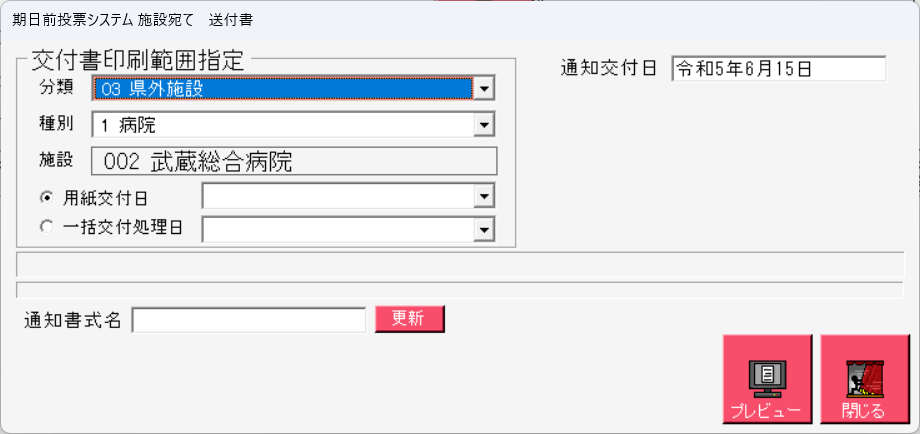 期日前投票システム 施設宛て　送付書
交付書印刷範囲指定
通知交付日 令和5年6月15日
分類 03 県外施設
種別 1 病院
施設 002 武蔵総合病院
用紙交付日
一括交付処理日
通知書式名 更新
プレビュー 閉じる